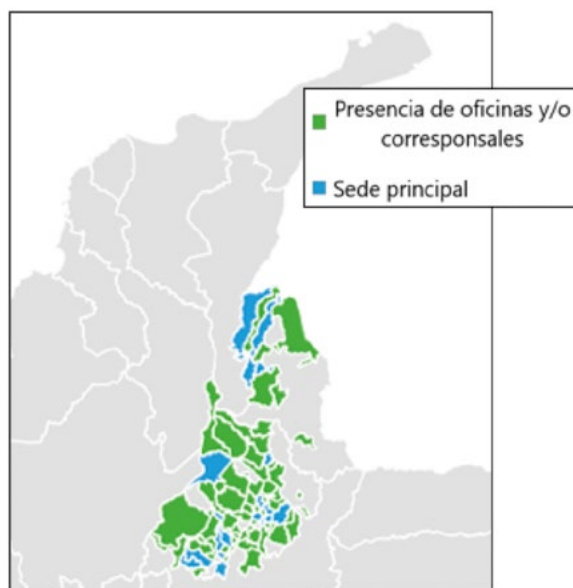 Presencia de oficinas y/o
corresponsales
Sede principal